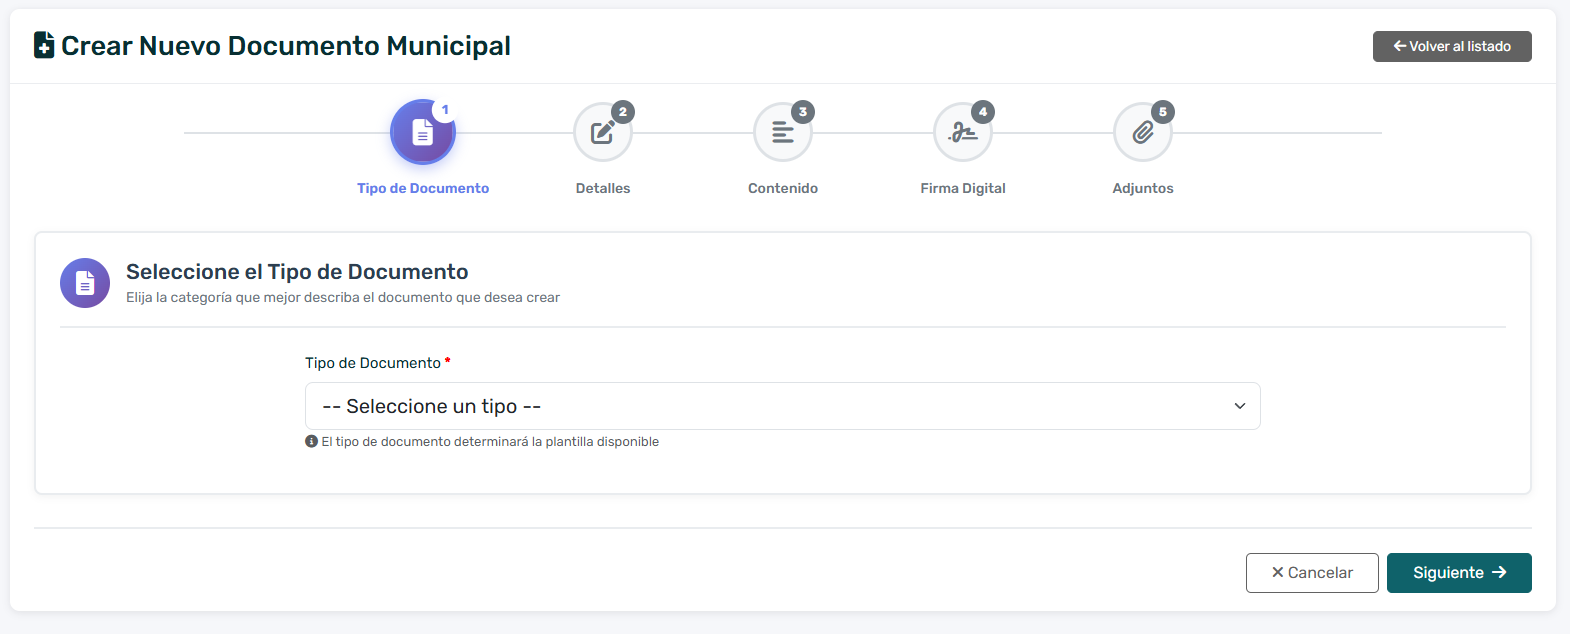 Crear Nuevo Documento Municipal
Volver al listado
1
2
3
4
5
Tipo de Documento
Detalles
Contenido
Firma Digital
Adjuntos
Seleccione el Tipo de Documento
Elija la categoría que mejor describa el documento que desea crear
Tipo de Documento *
-- Seleccione un tipo --
El tipo de documento determinará la plantilla disponible
Cancelar
Siguiente